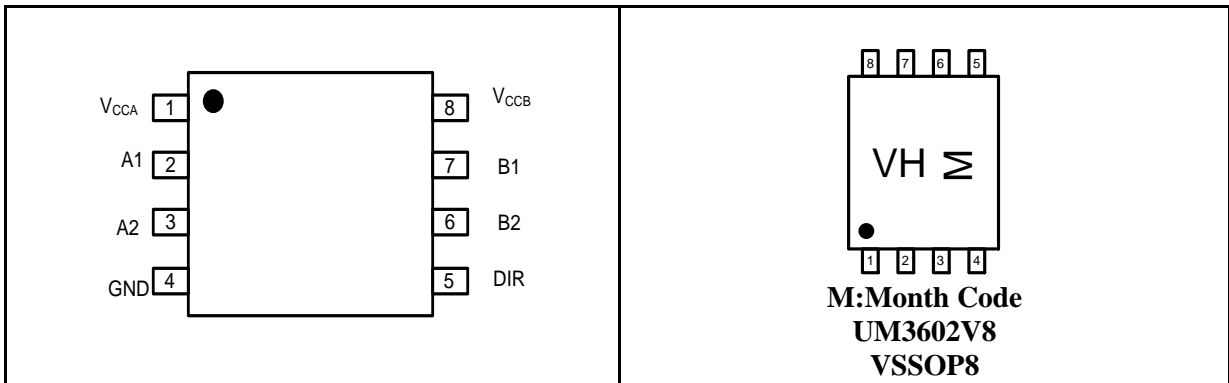 VCCA 1 8 VCCB
A1 2 7 B1
A2 3 6 B2
GND 4 5 DIR
8 7 6 5
VH M
1 2 3 4
M:Month Code
UM3602V8
VSSOP8